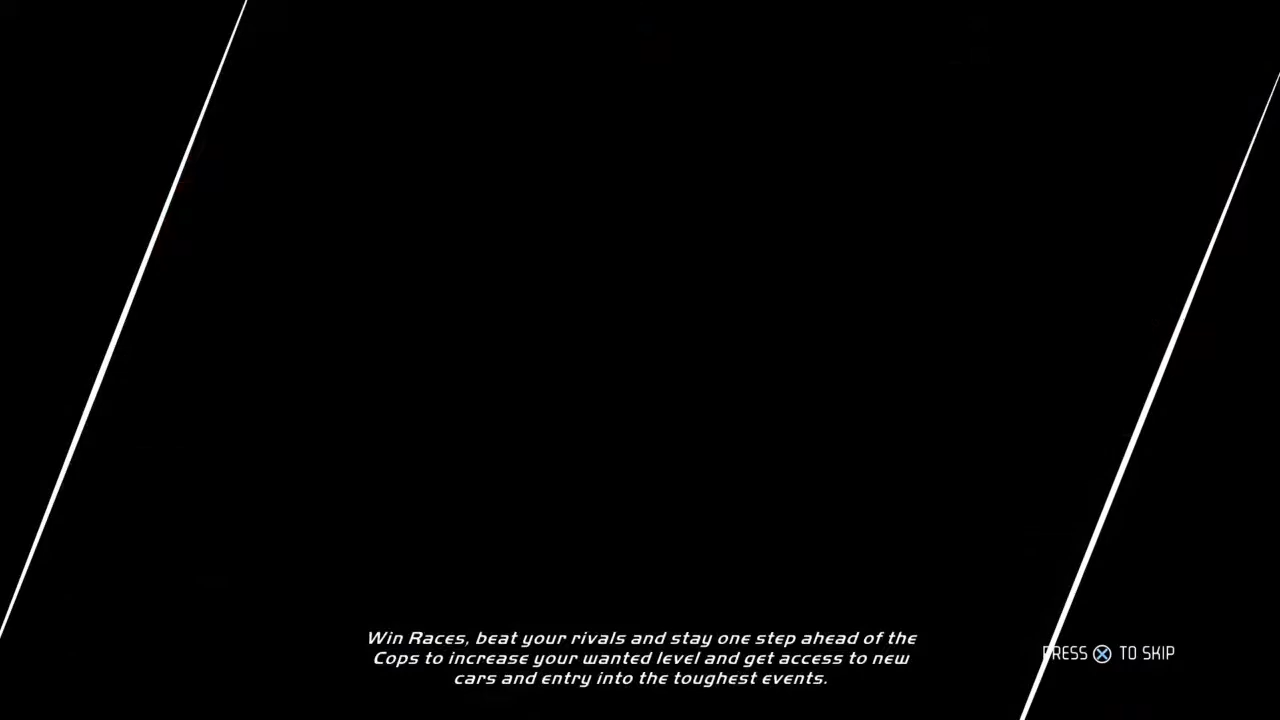 Win Races, beat your rivals and stay one step ahead of the
Cops to increase your wanted level and get access to new
cars and entry into the toughest events.
PRESS TO SKIP